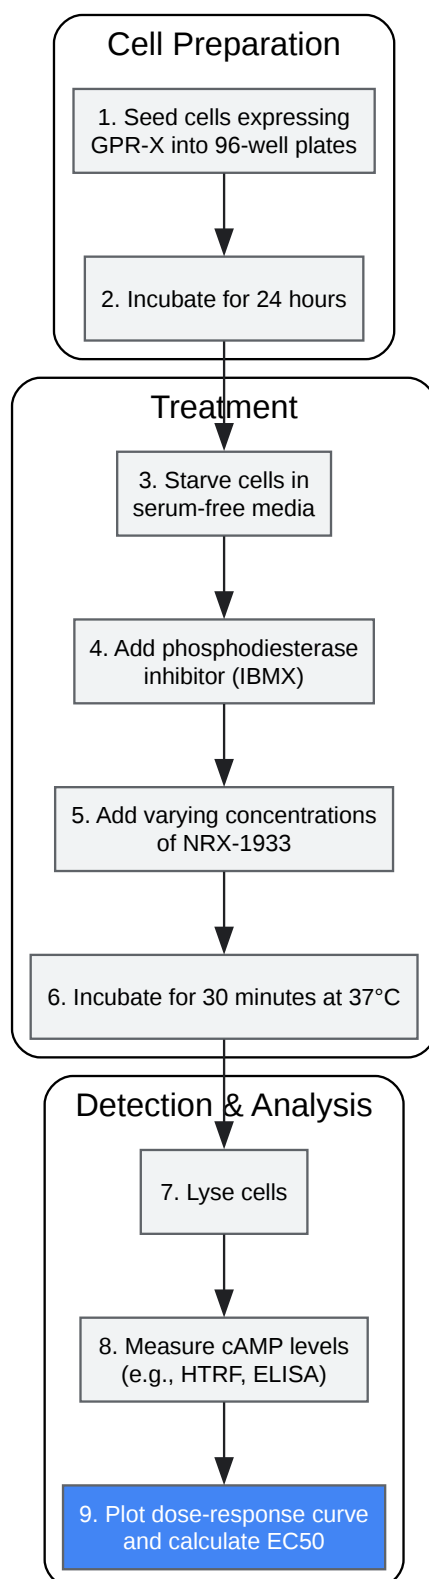 Cell Preparation
1. Seed cells expressing
GPR-X into 96-well plates
2. Incubate for 24 hours
Treatment
3. Starve cells in
serum-free media
4. Add phosphodiesterase
inhibitor (IBMX)
5. Add varying concentrations
of NRX-1933
6. Incubate for 30 minutes at 37°C
Detection & Analysis
7. Lyse cells
8. Measure cAMP levels
(e.g., HTRF, ELISA)
9. Plot dose-response curve
and calculate EC50